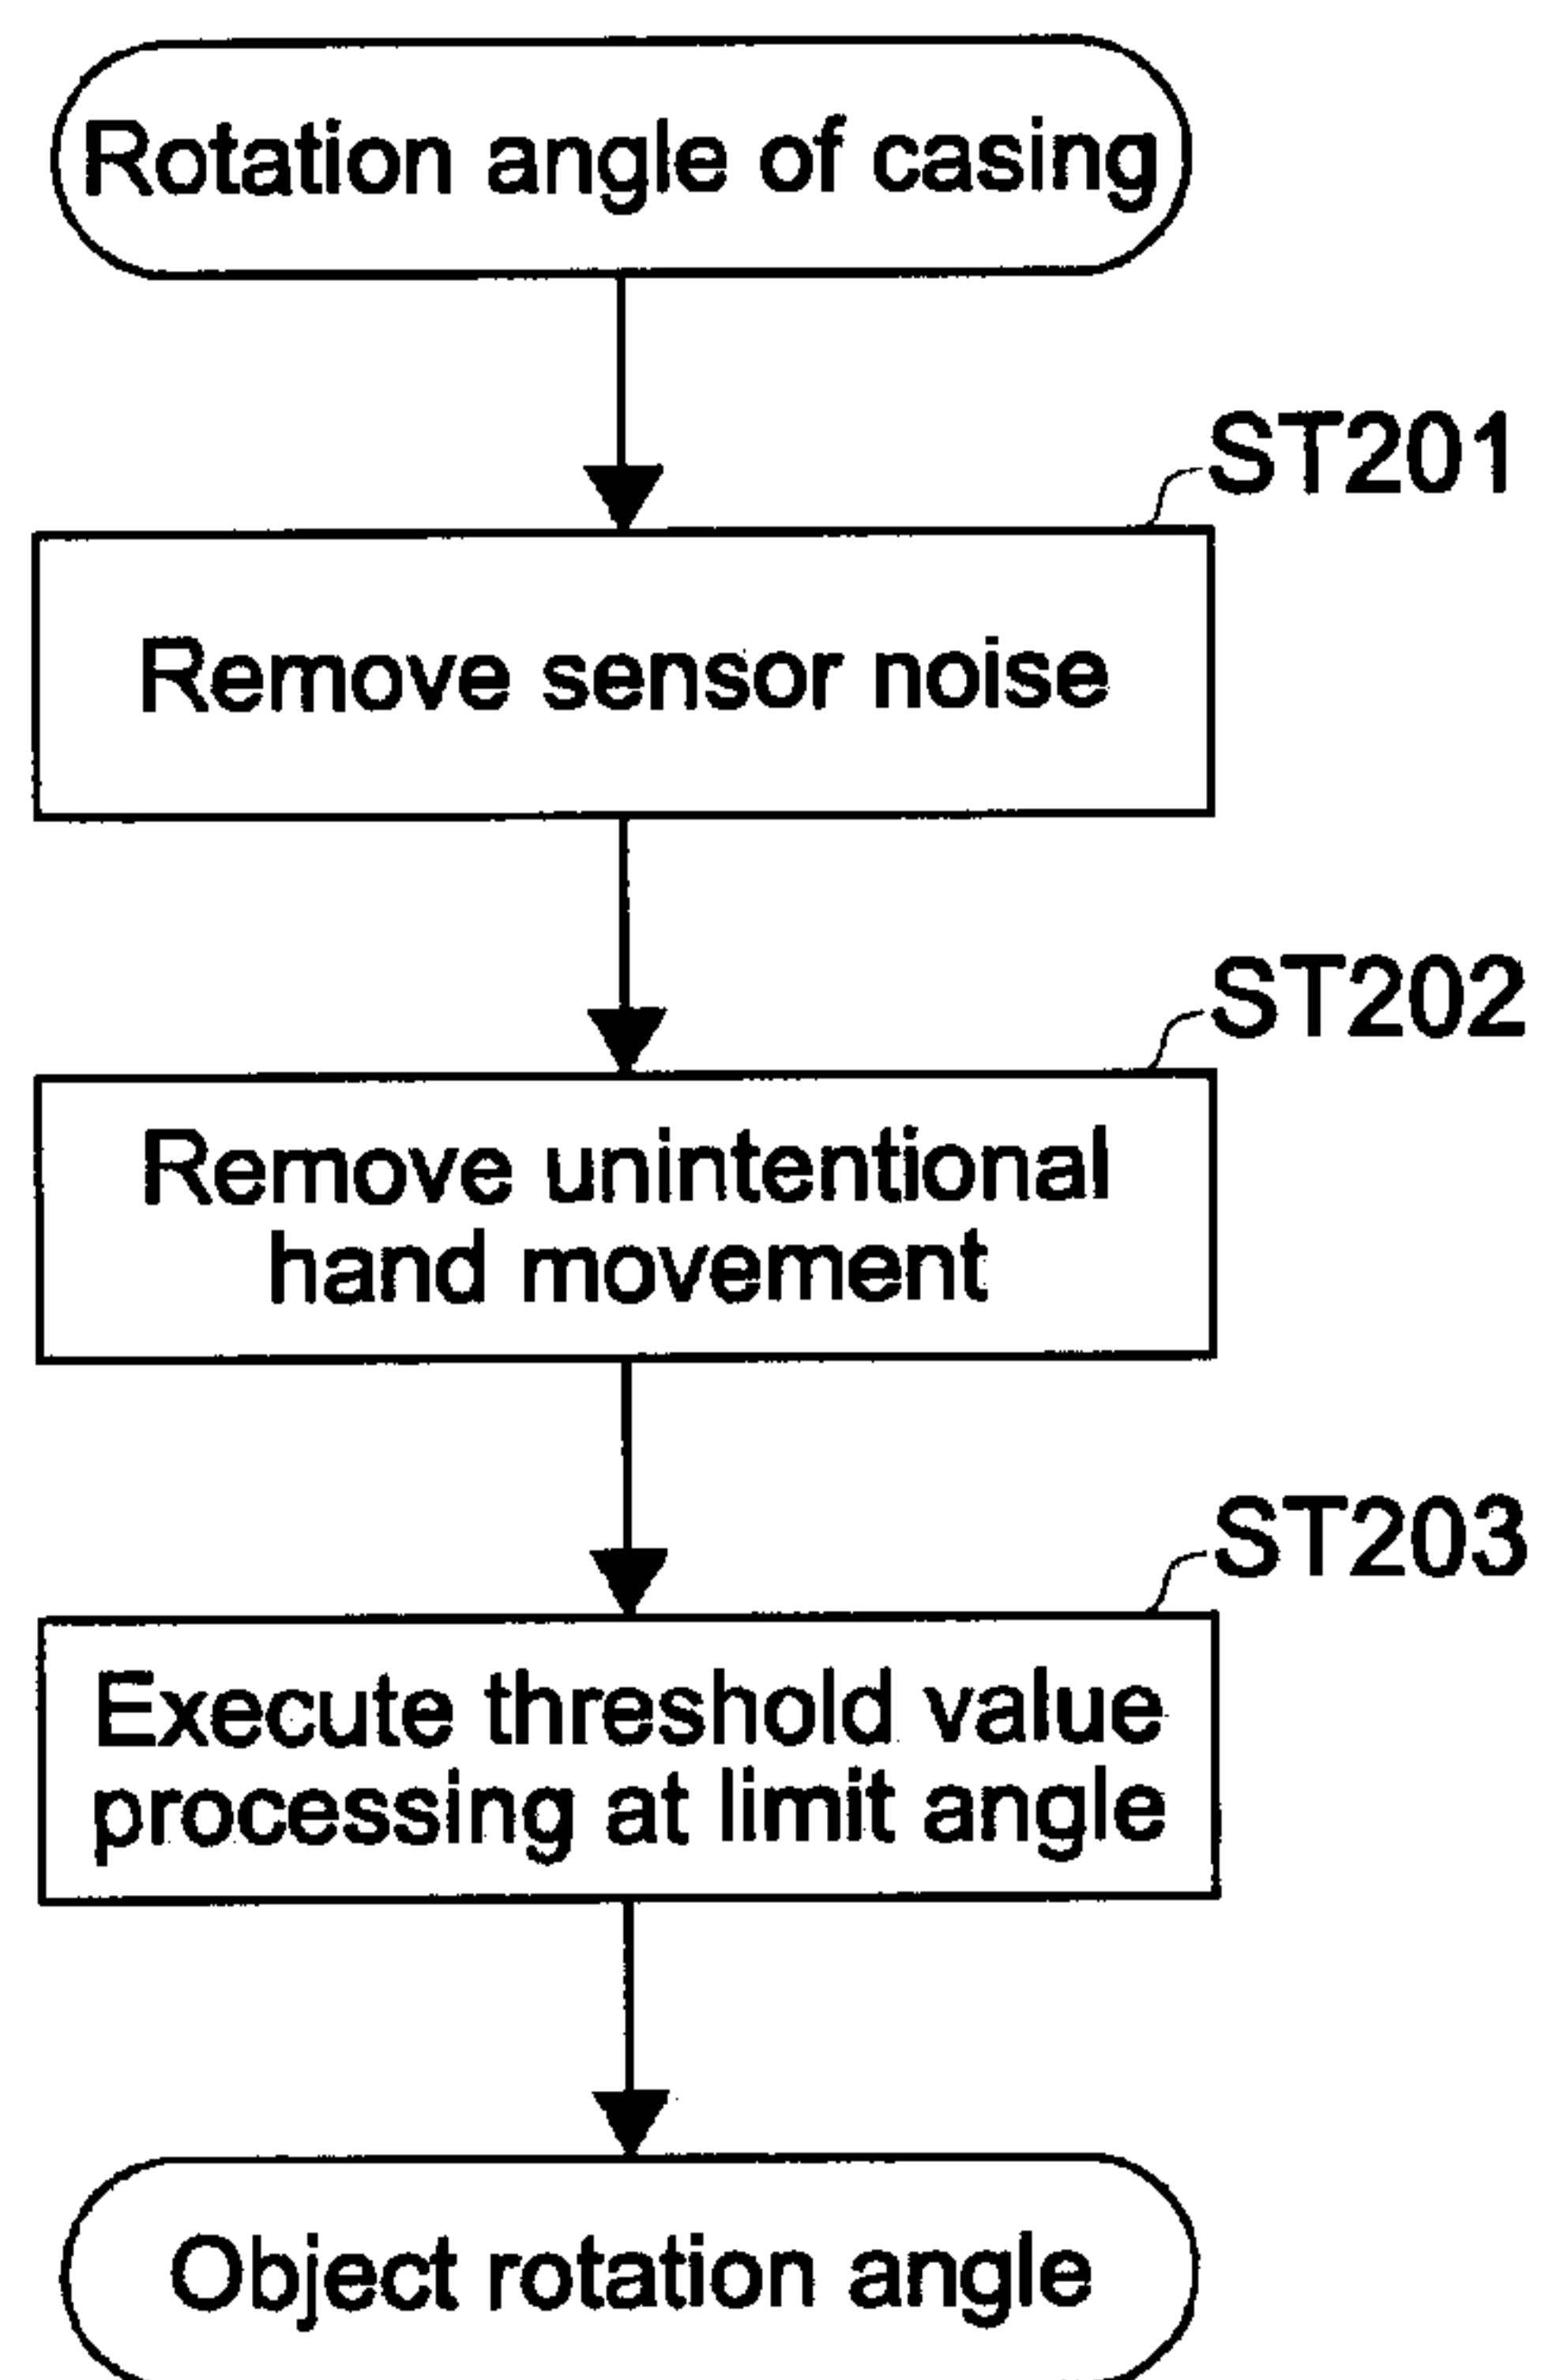 Rotation angle of casing
ST201
Remove sensor noise
ST202
Remove unintentional
hand movement
ST203
Execute threshold value
processing at limit angle
Object rotation angle